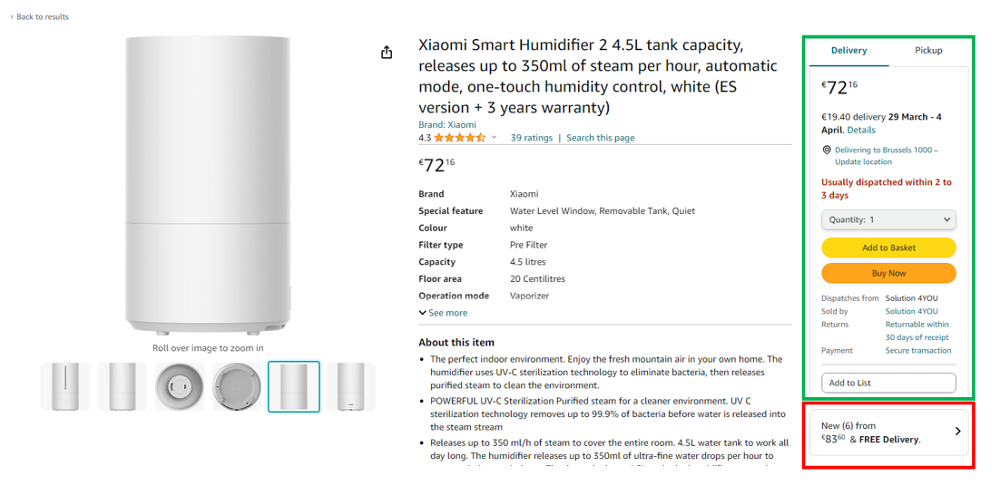 ‹ Back to results
Xiaomi Smart Humidifier 2 4.5L tank capacity,
releases up to 350ml of steam per hour, automatic
mode, one-touch humidity control, white (ES
version + 3 years warranty)
Brand: Xiaomi
4.3 39 ratings | Search this page
€72 16
Brand Xiaomi
Special feature Water Level Window, Removable Tank, Quiet
Colour white
Filter type Pre Filter
Capacity 4.5 litres
Floor area 20 Centilitres
Operation mode Vaporizer
See more
About this item
• The perfect indoor environment. Enjoy the fresh mountain air in your own home. The
humidifier uses UV-C sterilization technology to eliminate bacteria, then releases
purified steam to clean the environment.
• POWERFUL UV-C Sterilization Purified steam for a cleaner environment. UV C
sterilization technology removes up to 99.9% of bacteria before water is released into
the steam stream
• Releases up to 350 ml/h of steam to cover the entire room. 4.5L water tank to work all
day long. The humidifier releases up to 350ml of ultra-fine water drops per hour to
Roll over image to zoom in
Delivery Pickup
€72 16
€19.40 delivery 29 March - 4
April. Details
Delivering to Brussels 1000 –
Update location
Usually dispatched within 2 to
3 days
Quantity: 1
Add to Basket
Buy Now
Dispatches from Solution 4YOU
Sold by Solution 4YOU
Returns Returnable within
30 days of receipt
Payment Secure transaction
Add to List
New (6) from
€83 60 & FREE Delivery.